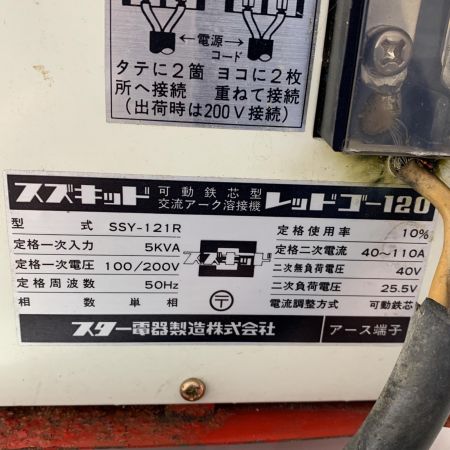 ←電源→
コード
タテに2箇 ヨコに2枚
所へ接続 重ねて接続
(出荷時は200V接続)
スズキッド 可動鉄芯型 交流アーク溶接機 レッドゴー120
型式 SSY-121R
定格一次入力 5KVA
定格一次電圧 100/200V
定格周波数 50Hz
相数 単相
スズキッド
〒
定格使用率 10%
定格二次電流 40～110A
二次無負荷電圧 40V
二次負荷電圧 25.5V
電流調整方式 可動鉄芯
スター電器製造株式会社
アース端子